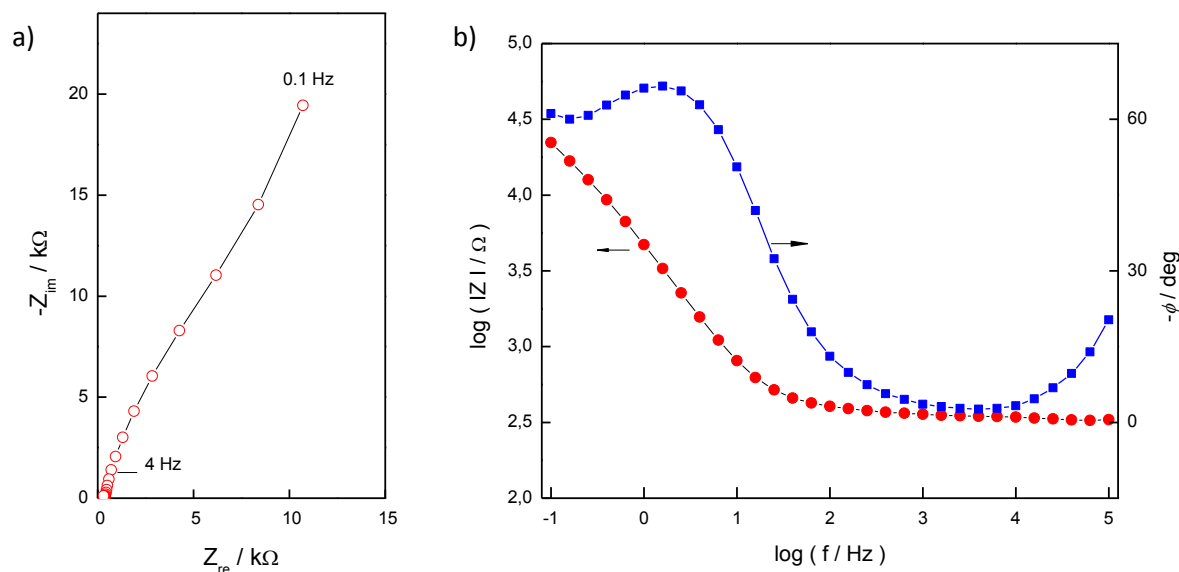 a)
-Z_im / kΩ
20
15
10
5
0
0.1 Hz
4 Hz
0 5 10 15
Z_re / kΩ
b)
log ( IZ I / Ω )
5,0
4,5
4,0
3,5
3,0
2,5
2,0
-1 0 1 2 3 4 5
log ( f / Hz )
60
30
0
-ϕ / deg